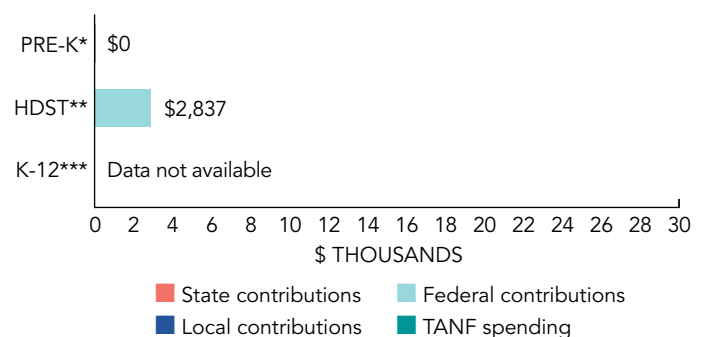 PRE-K* $0
HDST** $2,837
K-12*** Data not available
0 2 4 6 8 10 12 14 16 18 20 22 24 26 28 30
$ THOUSANDS
State contributions Federal contributions
Local contributions TANF spending